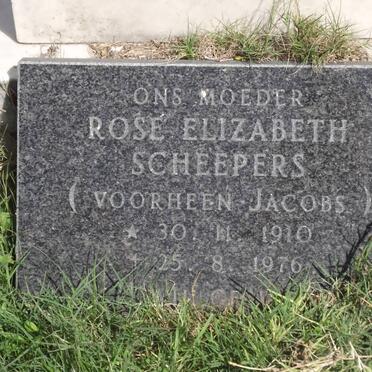 ONS MOEDER
ROSE ELIZABETH
SCHEEPERS
( VOORHEEN JACOBS )
* 30. 11. 1910
† 25. 8. 1976